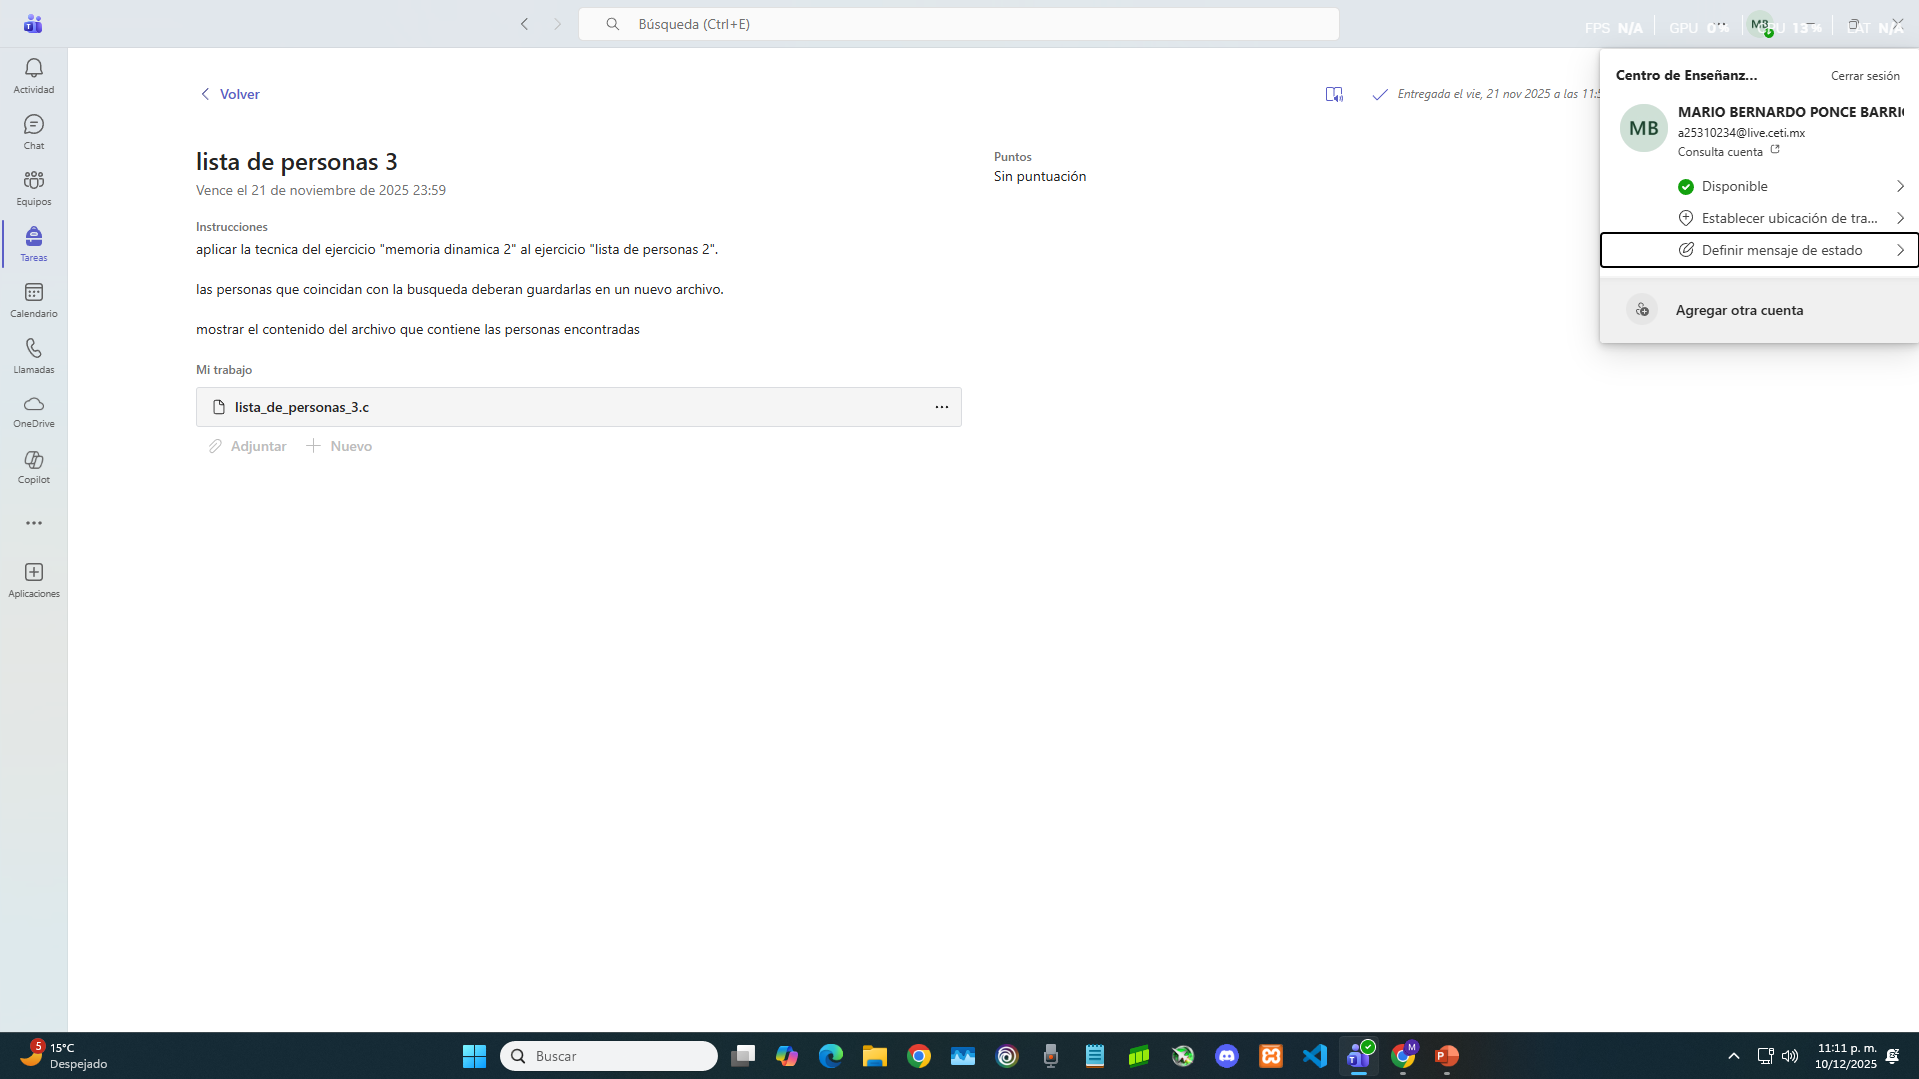 Búsqueda (Ctrl+E)
FPS N/A
GPU 0%
CPU 13%
LAT N/A
Actividad
Chat
Equipos
Tareas
Calendario
Llamadas
OneDrive
Copilot
Aplicaciones
Volver
Entregada el vie, 21 nov 2025 a las 11:5
lista de personas 3
Vence el 21 de noviembre de 2025 23:59
Puntos
Sin puntuación
Instrucciones
aplicar la tecnica del ejercicio "memoria dinamica 2" al ejercicio "lista de personas 2".
las personas que coincidan con la busqueda deberan guardarlas en un nuevo archivo.
mostrar el contenido del archivo que contiene las personas encontradas
Mi trabajo
lista_de_personas_3.c
Adjuntar
Nuevo
Centro de Enseñanz...
Cerrar sesión
MB
MARIO BERNARDO PONCE BARRI
a25310234@live.ceti.mx
Consulta cuenta
Disponible
Establecer ubicación de tra...
Definir mensaje de estado
Agregar otra cuenta
5
15°C
Despejado
Buscar
11:11 p. m.
10/12/2025